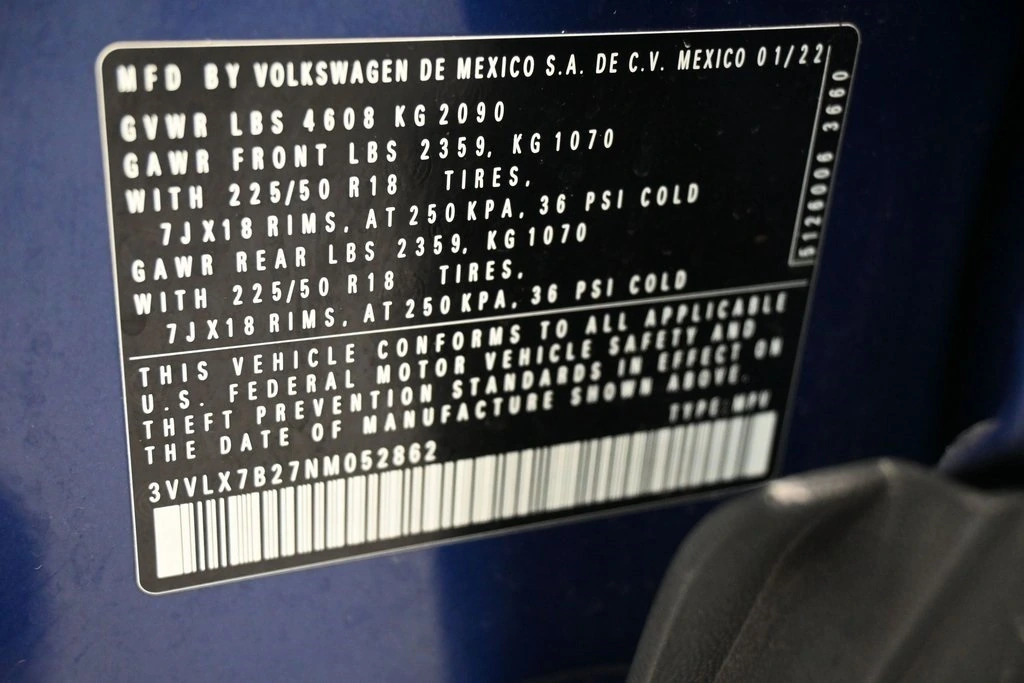 MFD BY VOLKSWAGEN DE MEXICO S.A. DE C.V. MEXICO 01/22
GVWR LBS 4608 KG 2090
GAWR FRONT LBS 2359, KG 1070
WITH 225/50 R18 TIRES,
7JX18 RIMS, AT 250 KPA, 36 PSI COLD
GAWR REAR LBS 2359, KG 1070
WITH 225/50 R18 TIRES,
7JX18 RIMS, AT 250 KPA, 36 PSI COLD
THIS VEHICLE CONFORMS TO ALL APPLICABLE
U.S. FEDERAL MOTOR VEHICLE SAFETY AND
THEFT PREVENTION STANDARDS IN EFFECT ON
THE DATE OF MANUFACTURE SHOWN ABOVE.
TYPE: MPV
3VVLX7B27NM052862
5126006 3660